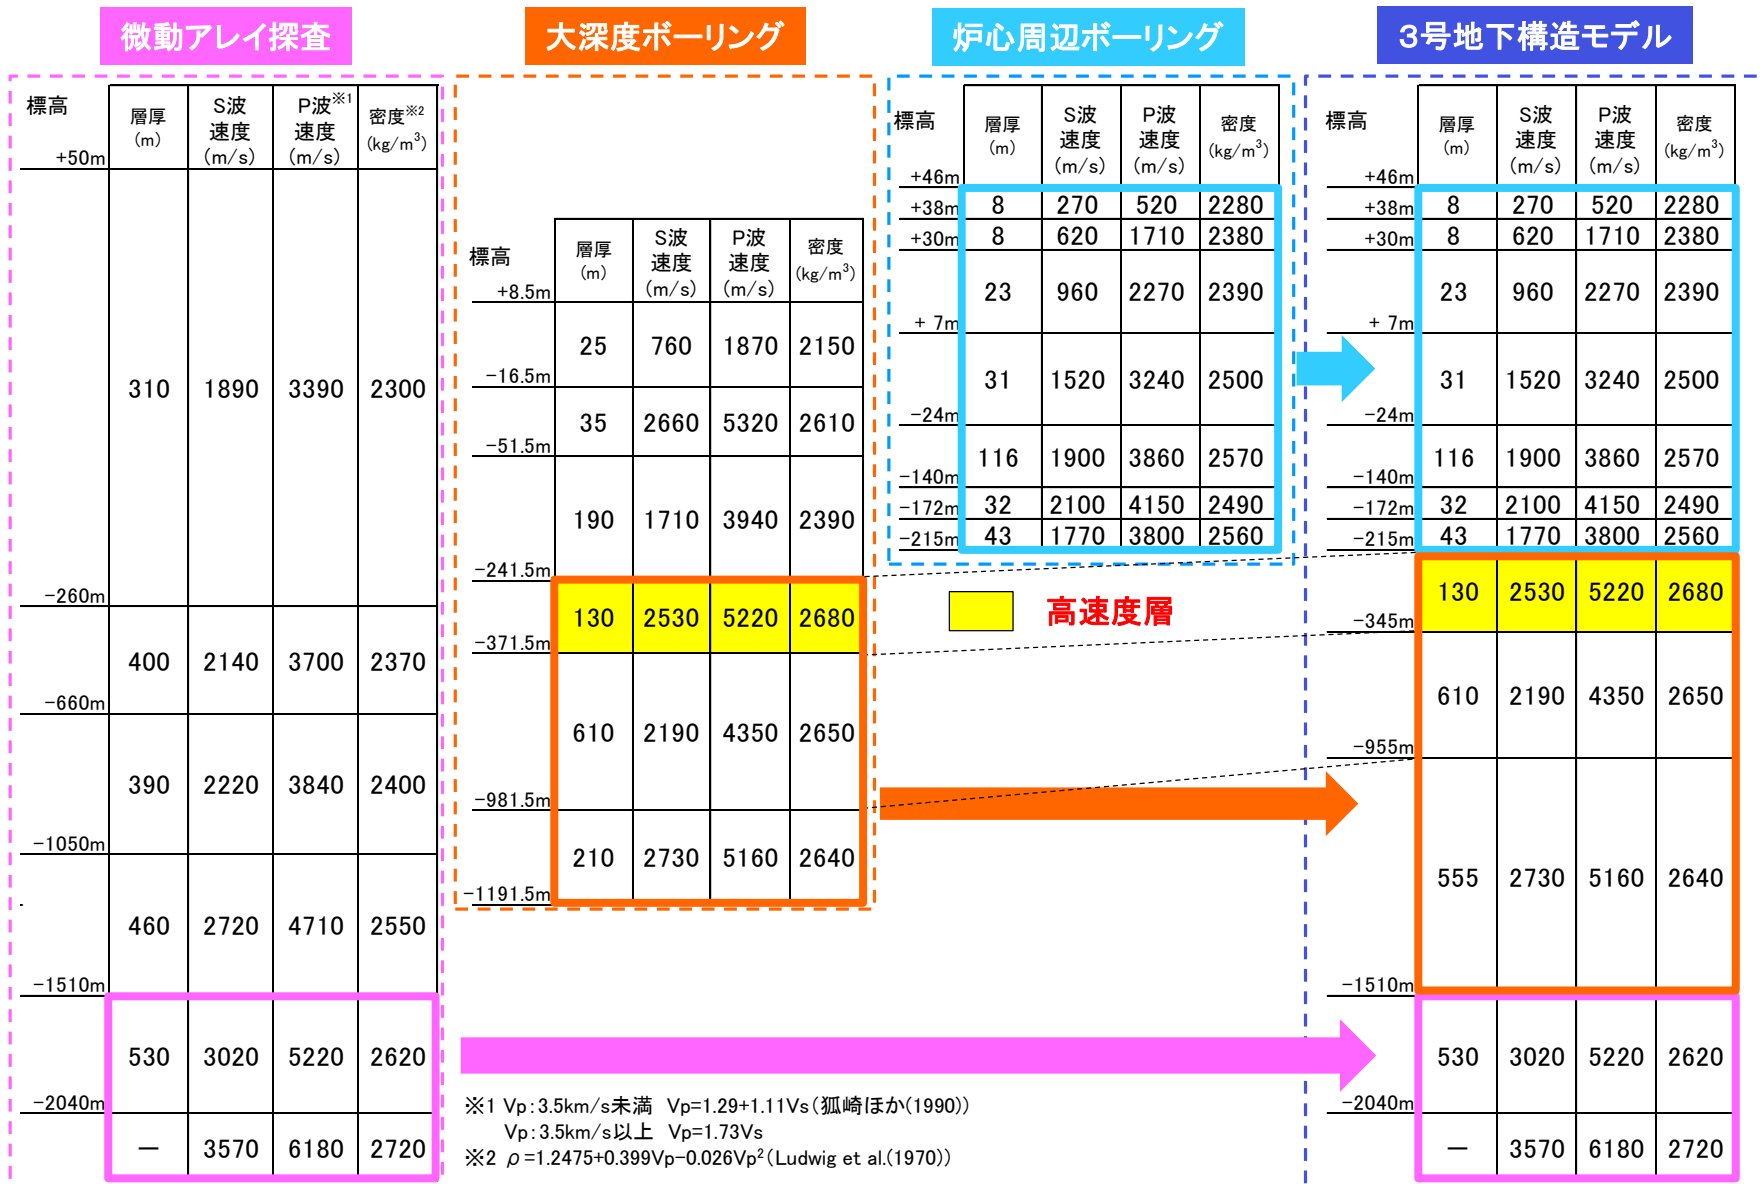 微動アレイ探査
標高 層厚(m) S波速度(m/s) P波※1速度(m/s) 密度※2(kg/m³)
+50m
310 1890 3390 2300
−260m
400 2140 3700 2370
−660m
390 2220 3840 2400
−1050m
460 2720 4710 2550
−1510m
530 3020 5220 2620
−2040m
― 3570 6180 2720
大深度ボーリング
標高 層厚(m) S波速度(m/s) P波速度(m/s) 密度(kg/m³)
+8.5m
25 760 1870 2150
−16.5m
35 2660 5320 2610
−51.5m
190 1710 3940 2390
−241.5m
130 2530 5220 2680
−371.5m
610 2190 4350 2650
−981.5m
210 2730 5160 2640
−1191.5m
炉心周辺ボーリング
標高 層厚(m) S波速度(m/s) P波速度(m/s) 密度(kg/m³)
+46m
8 270 520 2280
+38m
8 620 1710 2380
+30m
23 960 2270 2390
+ 7m
31 1520 3240 2500
−24m
116 1900 3860 2570
−140m
32 2100 4150 2490
−172m
43 1770 3800 2560
−215m
高速度層
3号地下構造モデル
標高 層厚(m) S波速度(m/s) P波速度(m/s) 密度(kg/m³)
+46m
8 270 520 2280
+38m
8 620 1710 2380
+30m
23 960 2270 2390
+ 7m
31 1520 3240 2500
−24m
116 1900 3860 2570
−140m
32 2100 4150 2490
−172m
43 1770 3800 2560
−215m
130 2530 5220 2680
−345m
610 2190 4350 2650
−955m
555 2730 5160 2640
−1510m
530 3020 5220 2620
−2040m
― 3570 6180 2720
※1 Vp:3.5km/s未満 Vp=1.29+1.11Vs(狐崎ほか(1990))
Vp:3.5km/s以上 Vp=1.73Vs
※2 ρ=1.2475+0.399Vp−0.026Vp²(Ludwig et al.(1970))